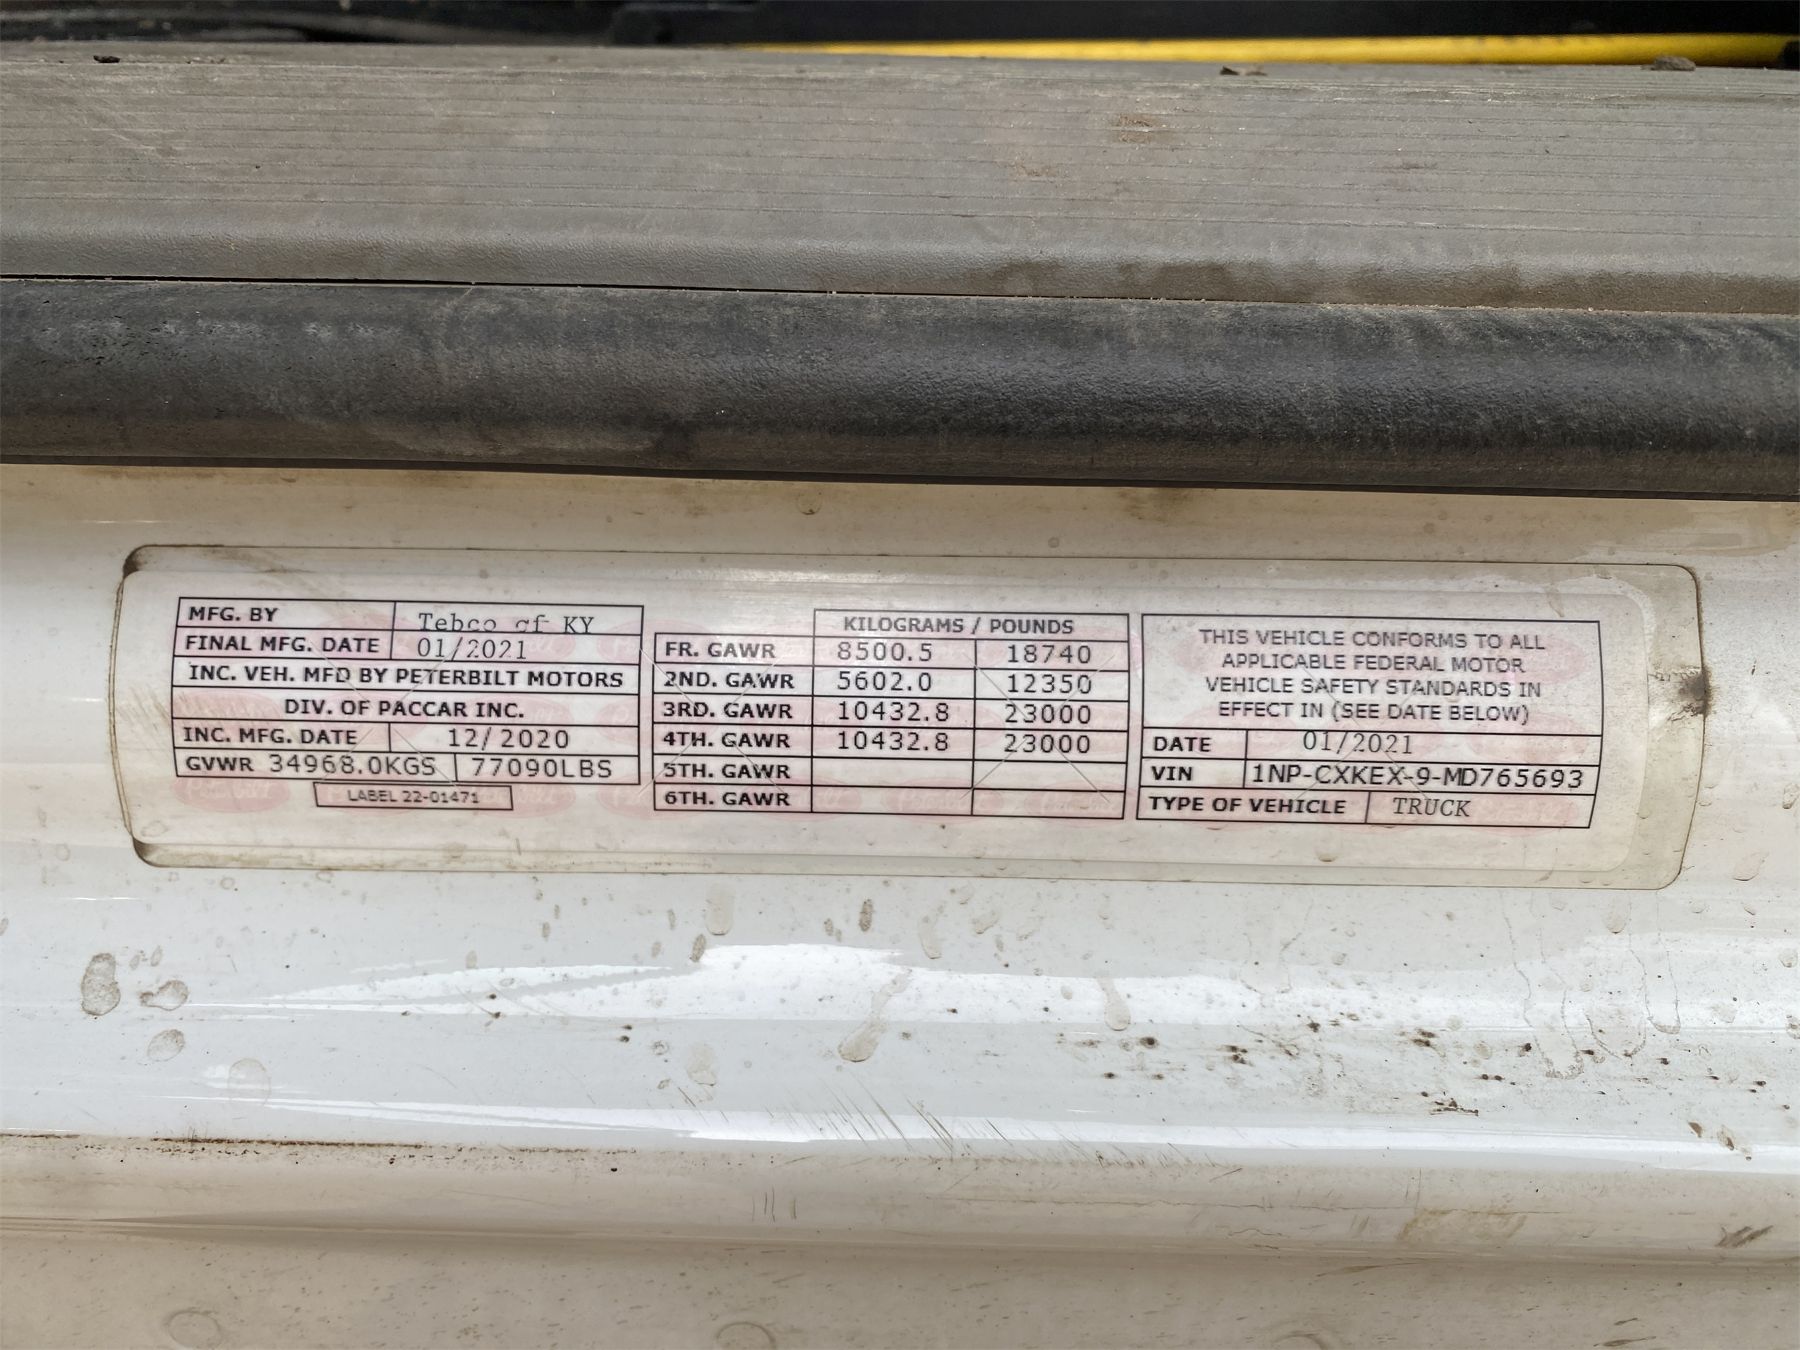 MFG. BY Tebco of KY
FINAL MFG. DATE 01/2021
INC. VEH. MFD BY PETERBILT MOTORS
DIV. OF PACCAR INC.
INC. MFG. DATE 12/2020
GVWR 34968.0KGS 77090LBS
LABEL 22-01471
KILOGRAMS / POUNDS
FR. GAWR 8500.5 18740
2ND. GAWR 5602.0 12350
3RD. GAWR 10432.8 23000
4TH. GAWR 10432.8 23000
5TH. GAWR
6TH. GAWR
THIS VEHICLE CONFORMS TO ALL
APPLICABLE FEDERAL MOTOR
VEHICLE SAFETY STANDARDS IN
EFFECT IN (SEE DATE BELOW)
DATE 01/2021
VIN 1NP-CXKEX-9-MD765693
TYPE OF VEHICLE TRUCK